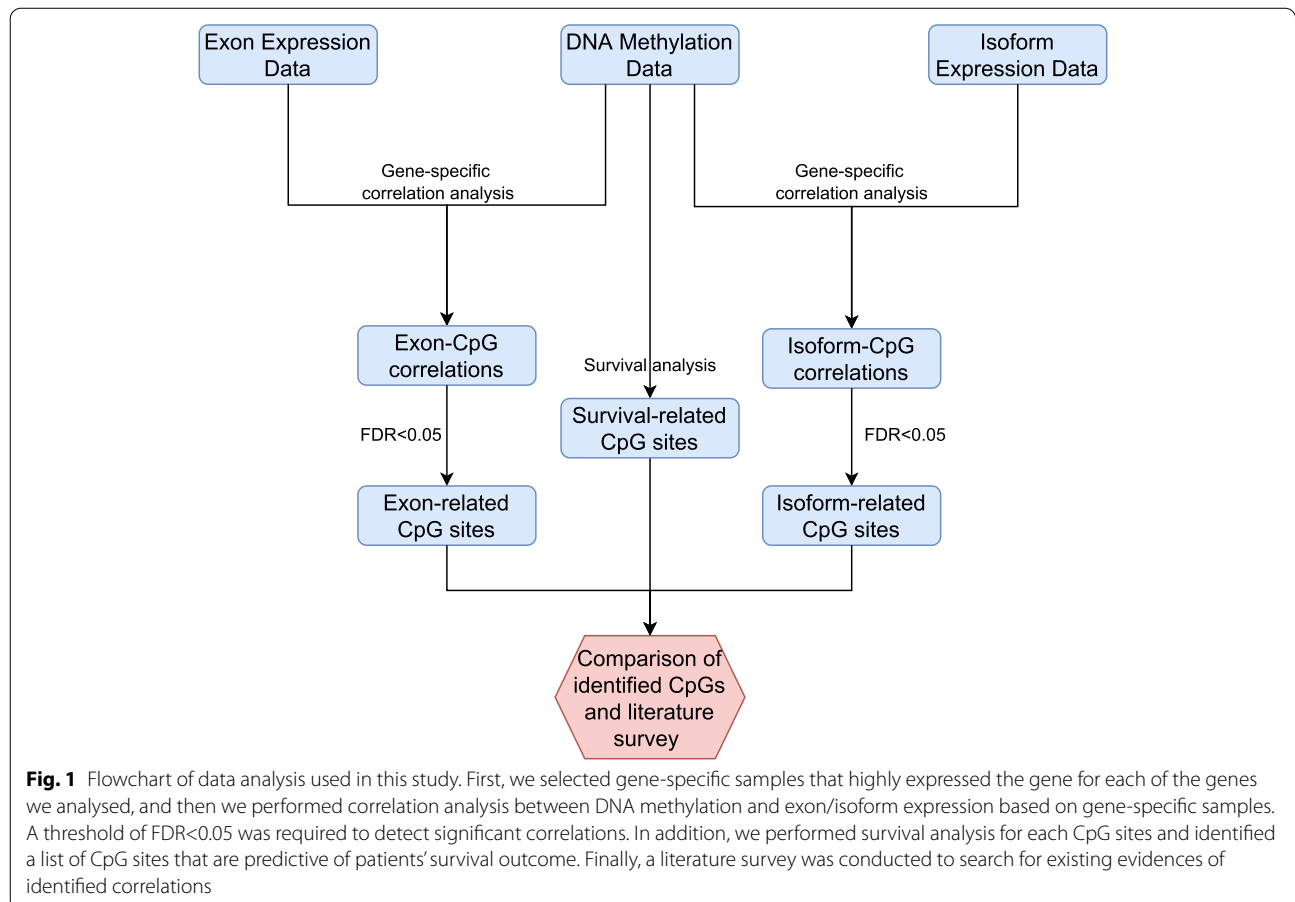 Exon Expression
Data
DNA Methylation
Data
Isoform
Expression Data
Gene-specific
correlation analysis
Gene-specific
correlation analysis
Exon-CpG
correlations
Isoform-CpG
correlations
Survival analysis
Survival-related
CpG sites
FDR<0.05
FDR<0.05
Exon-related
CpG sites
Isoform-related
CpG sites
Comparison of
identified CpGs
and literature
survey
Fig. 1 Flowchart of data analysis used in this study. First, we selected gene-specific samples that highly expressed the gene for each of the genes
we analysed, and then we performed correlation analysis between DNA methylation and exon/isoform expression based on gene-specific samples.
A threshold of FDR<0.05 was required to detect significant correlations. In addition, we performed survival analysis for each CpG sites and identified
a list of CpG sites that are predictive of patients’ survival outcome. Finally, a literature survey was conducted to search for existing evidences of
identified correlations